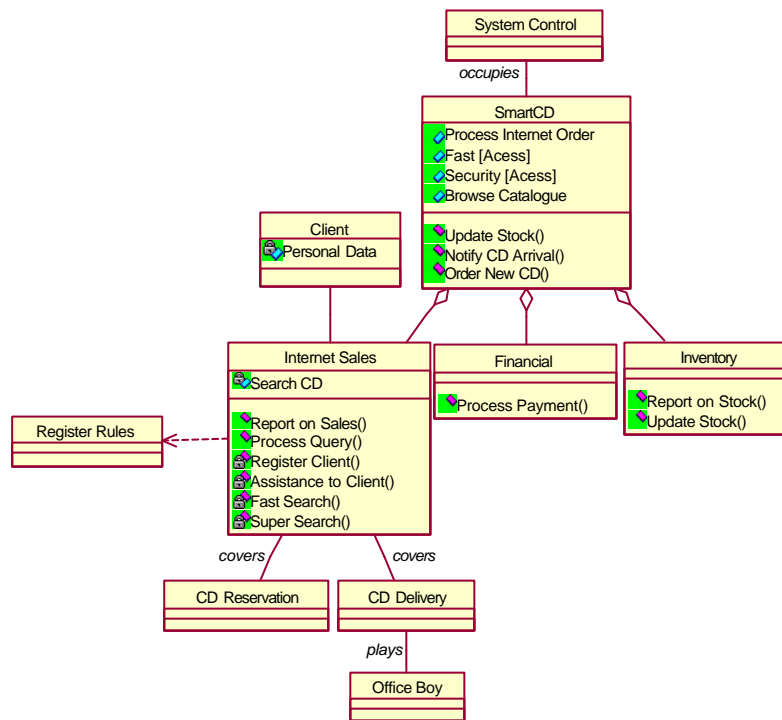 System Control
occupies
SmartCD
Process Internet Order
Fast [Acess]
Security [Acess]
Browse Catalogue
Update Stock()
Notify CD Arrival()
Order New CD()
Client
Personal Data
Internet Sales
Search CD
Report on Sales()
Process Query()
Register Client()
Assistance to Client()
Fast Search()
Super Search()
Financial
Process Payment()
Inventory
Report on Stock()
Update Stock()
Register Rules
covers
covers
CD Reservation
CD Delivery
plays
Office Boy